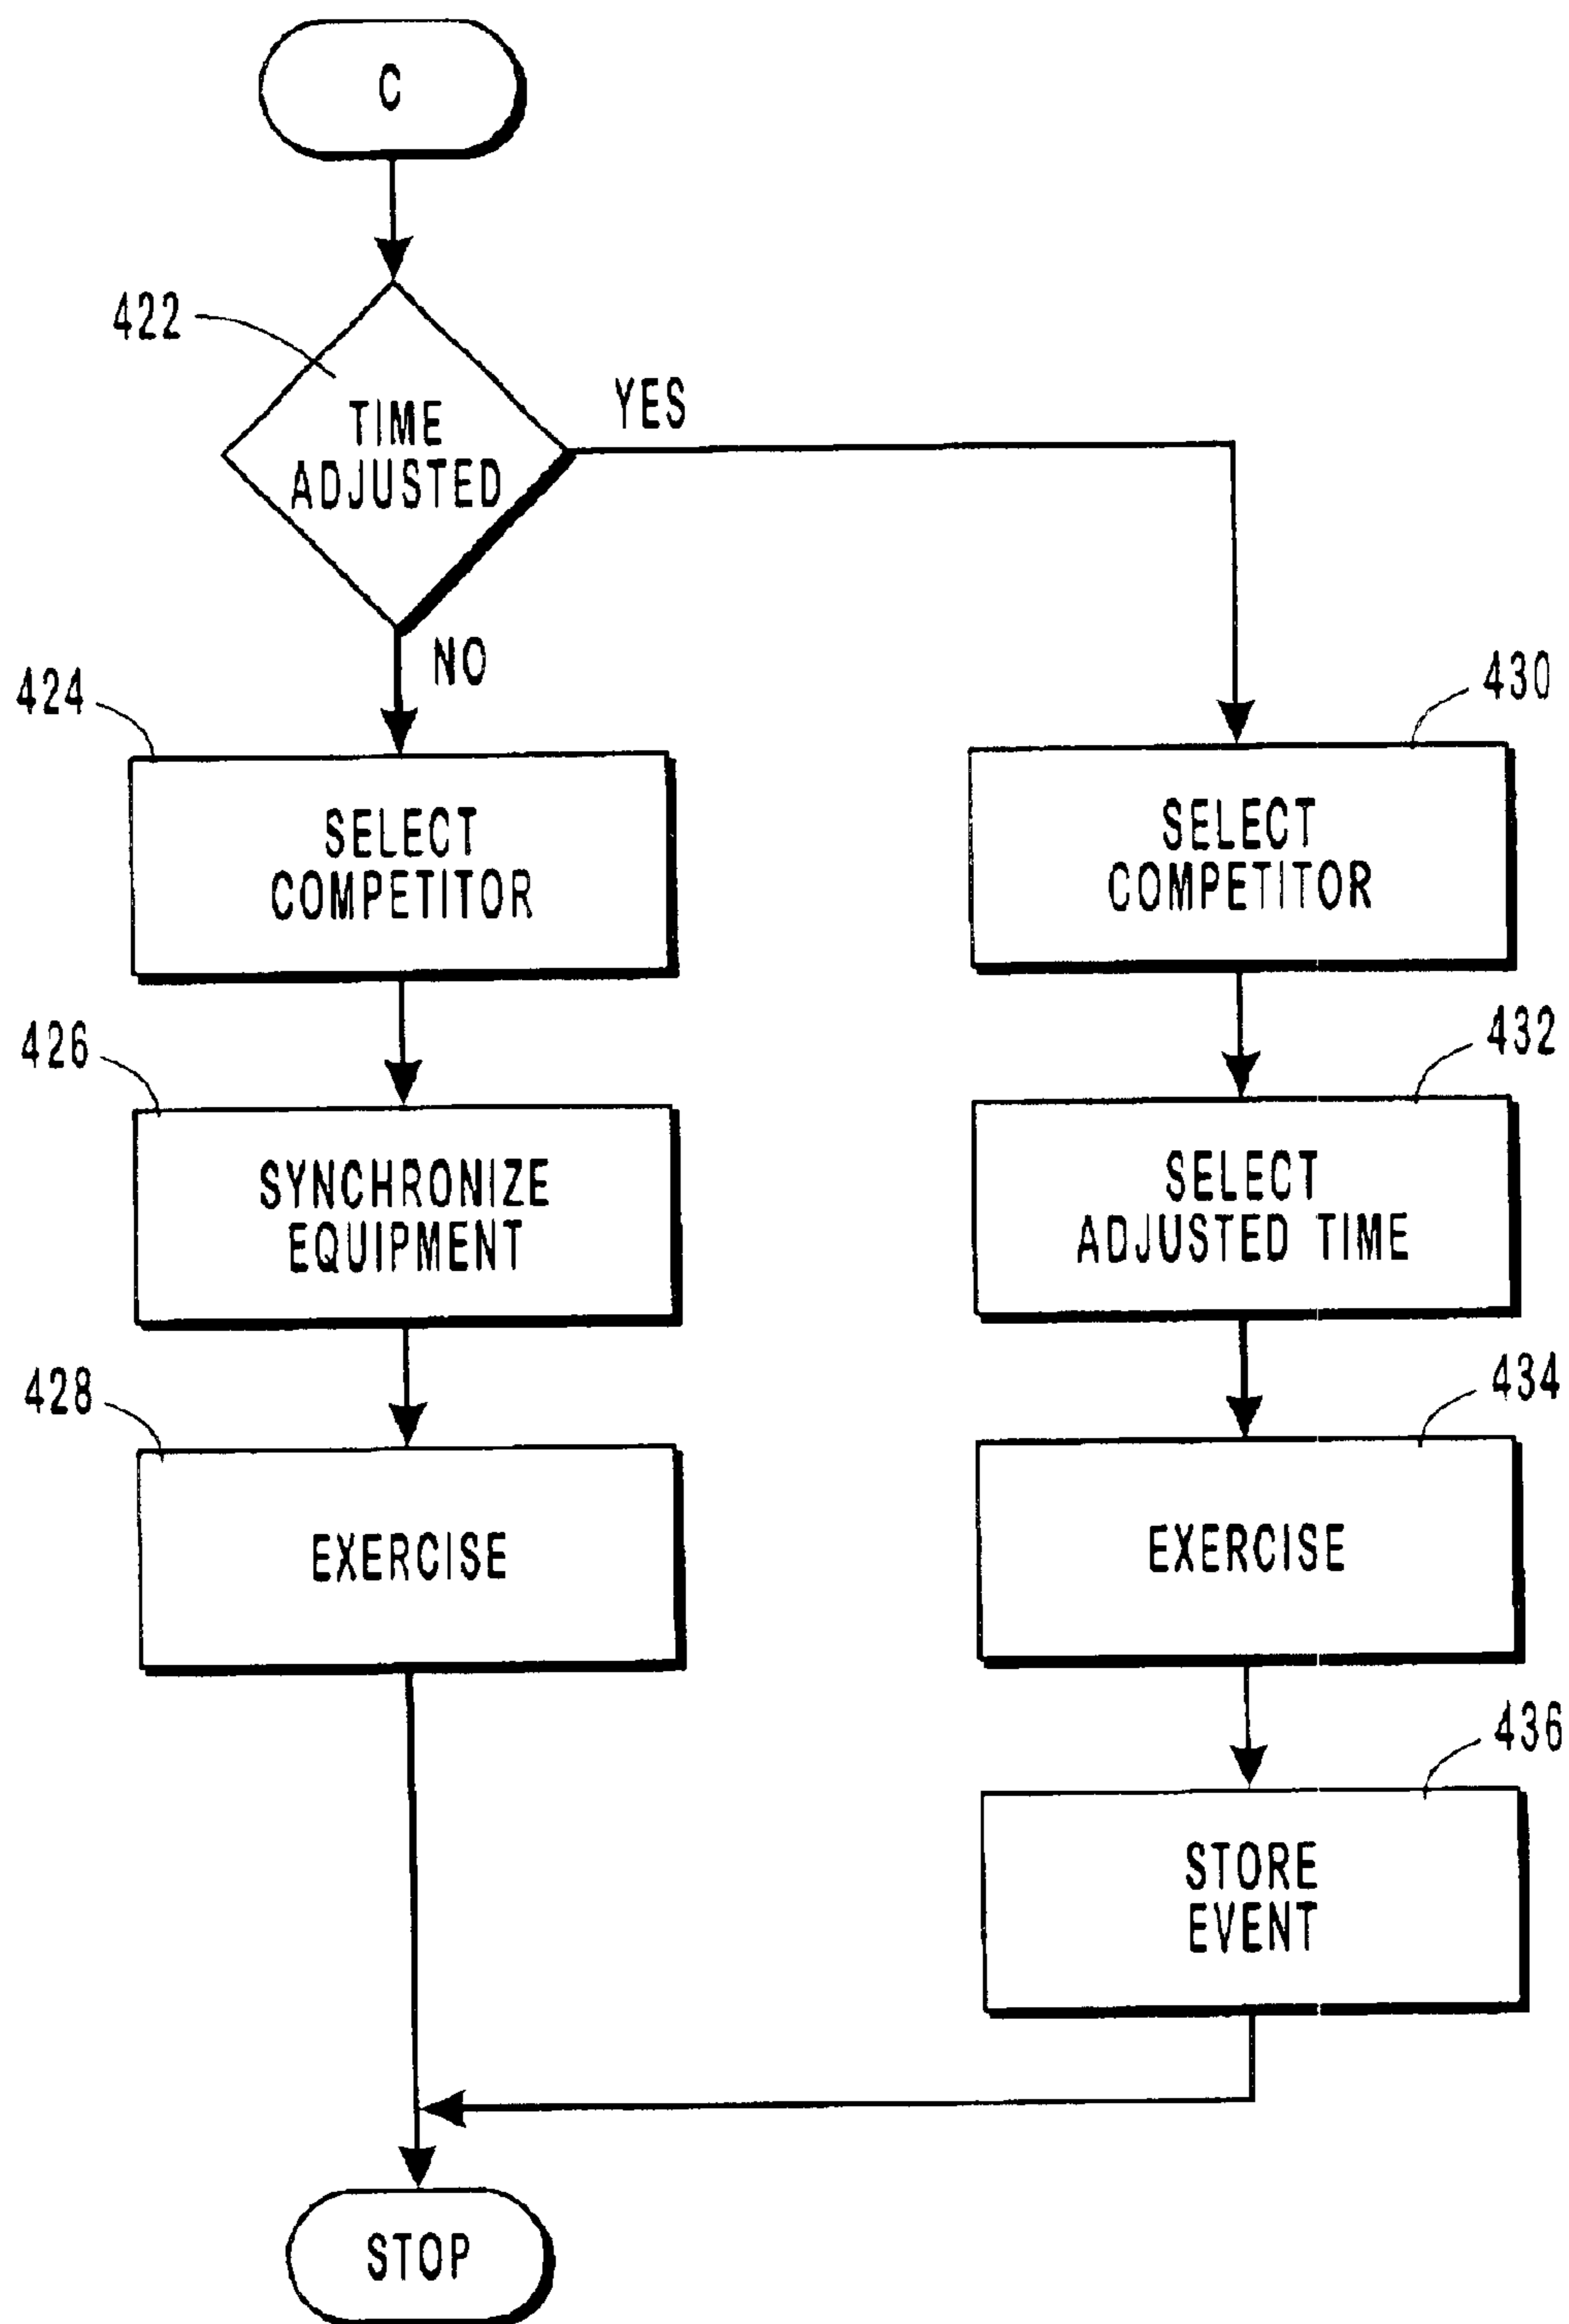 C
422
TIME
ADJUSTED
YES
NO
424
SELECT
COMPETITOR
430
SELECT
COMPETITOR
426
SYNCHRONIZE
EQUIPMENT
432
SELECT
ADJUSTED TIME
428
EXERCISE
434
EXERCISE
436
STORE
EVENT
STOP